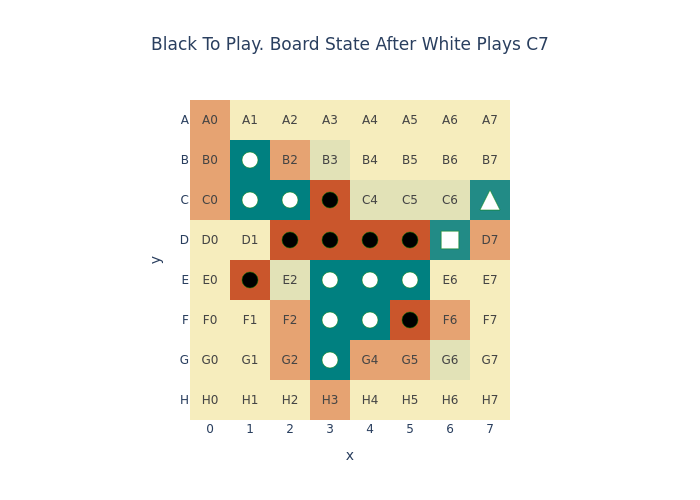 Black To Play. Board State After White Plays C7
A A0 A1 A2 A3 A4 A5 A6 A7
B B0 B2 B3 B4 B5 B6 B7
C C0 C4 C5 C6
D D0 D1 D7
E E0 E2 E6 E7
F F0 F1 F2 F6 F7
G G0 G1 G2 G4 G5 G6 G7
H H0 H1 H2 H3 H4 H5 H6 H7
0 1 2 3 4 5 6 7
x
y